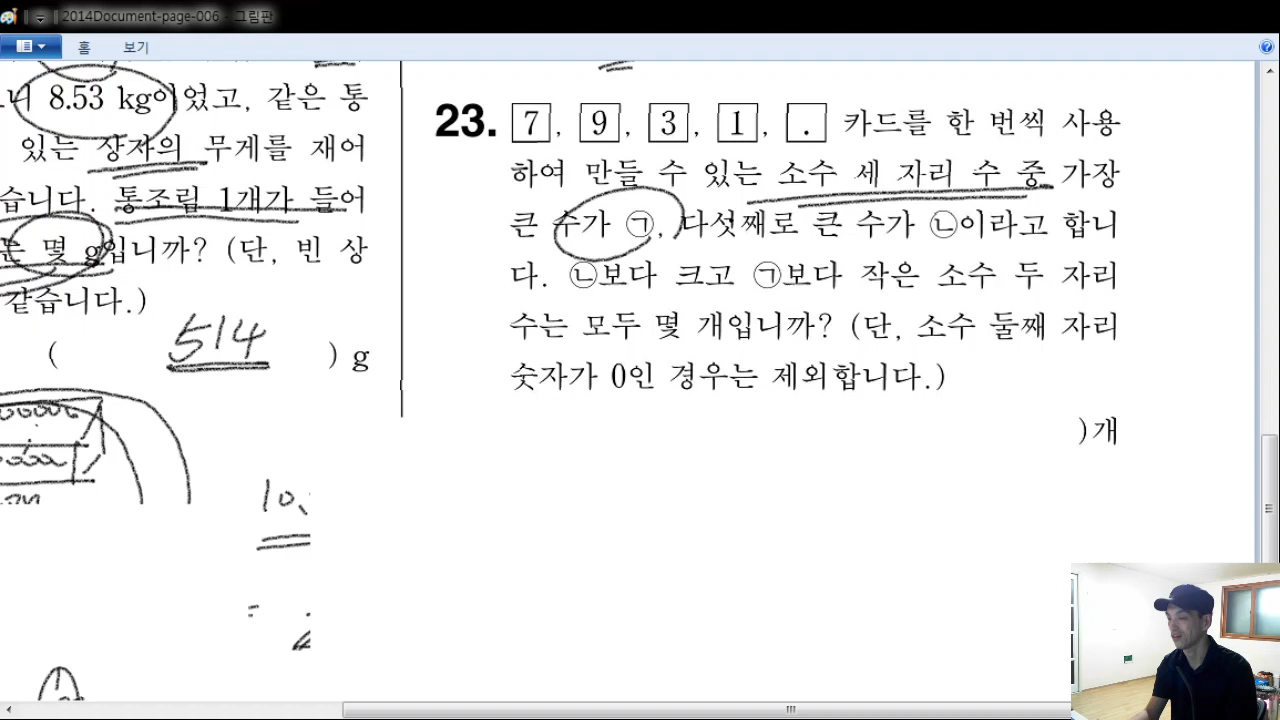 2014Document-page-006 - 그림판
홈 보기
8.53 kg이었고, 같은 통
있는 상자의 무게를 재어
습니다. 통조림 1개가 들어
는 몇 g입니까? (단, 빈 상
같습니다.)
( 514 ) g
10.
23. 7, 9, 3, 1, . 카드를 한 번씩 사용
하여 만들 수 있는 소수 세 자리 수 중 가장
큰 수가 ㉠, 다섯째로 큰 수가 ㉡이라고 합니
다. ㉡보다 크고 ㉠보다 작은 소수 두 자리
수는 모두 몇 개입니까? (단, 소수 둘째 자리
숫자가 0인 경우는 제외합니다.)
)개